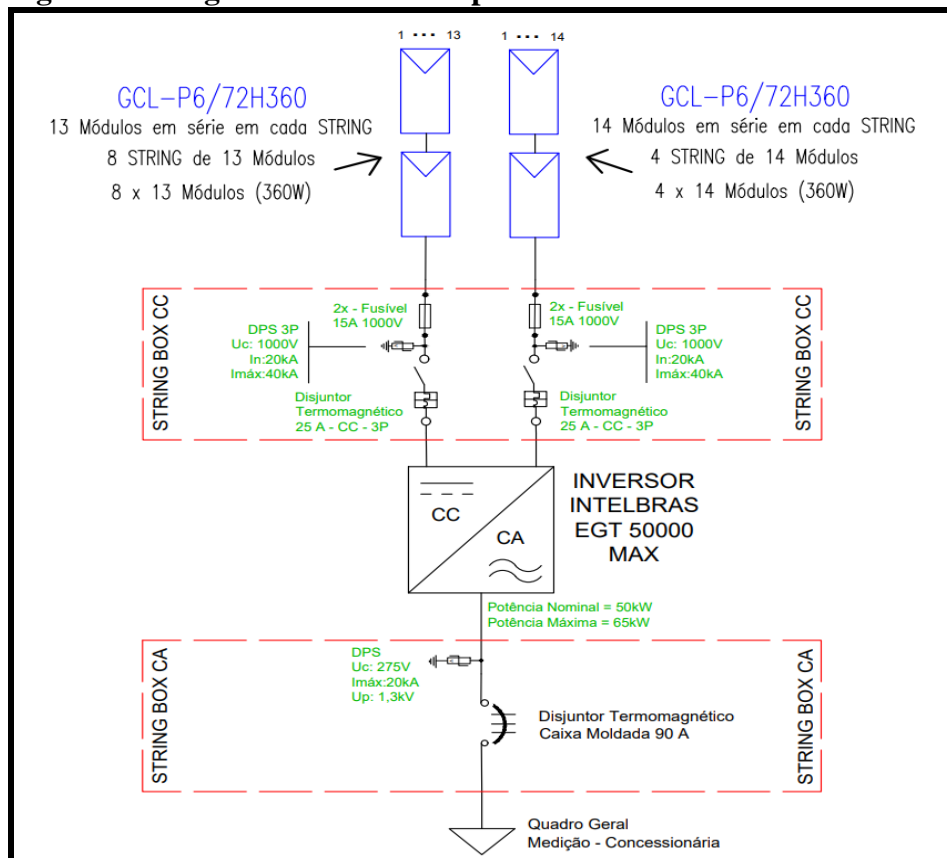 1 ••• 13
1 ••• 14
GCL-P6/72H360
13 Módulos em série em cada STRING
8 STRING de 13 Módulos
8 x 13 Módulos (360W)
GCL-P6/72H360
14 Módulos em série em cada STRING
4 STRING de 14 Módulos
4 x 14 Módulos (360W)
STRING BOX CC
2x - Fusível
15A 1000V
DPS 3P
Uc: 1000V
In:20kA
Imáx:40kA
Disjuntor
Termomagnético
25 A - CC - 3P
2x - Fusível
15A 1000V
DPS 3P
Uc: 1000V
In:20kA
Imáx:40kA
Disjuntor
Termomagnético
25 A - CC - 3P
STRING BOX CC
CC
CA
INVERSOR
INTELBRAS
EGT 50000
MAX
Potência Nominal = 50kW
Potência Máxima = 65kW
STRING BOX CA
DPS
Uc: 275V
Imáx:20kA
Up: 1,3kV
Disjuntor Termomagnético
Caixa Moldada 90 A
STRING BOX CA
Quadro Geral
Medição - Concessionária